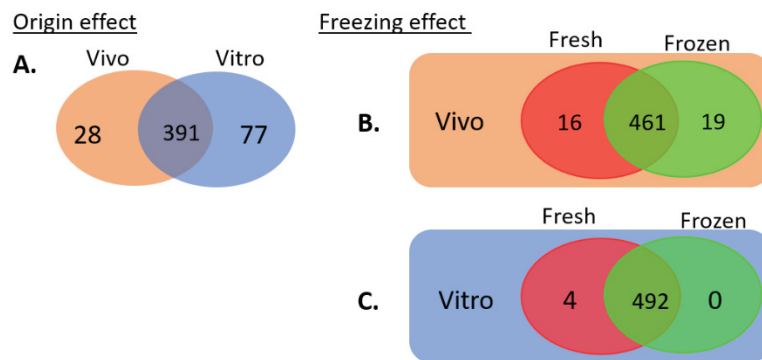 Origin effect
Vivo Vitro
A.
28 391 77
Freezing effect
Fresh Frozen
B.
Vivo 16 461 19
Fresh Frozen
C.
Vitro 4 492 0